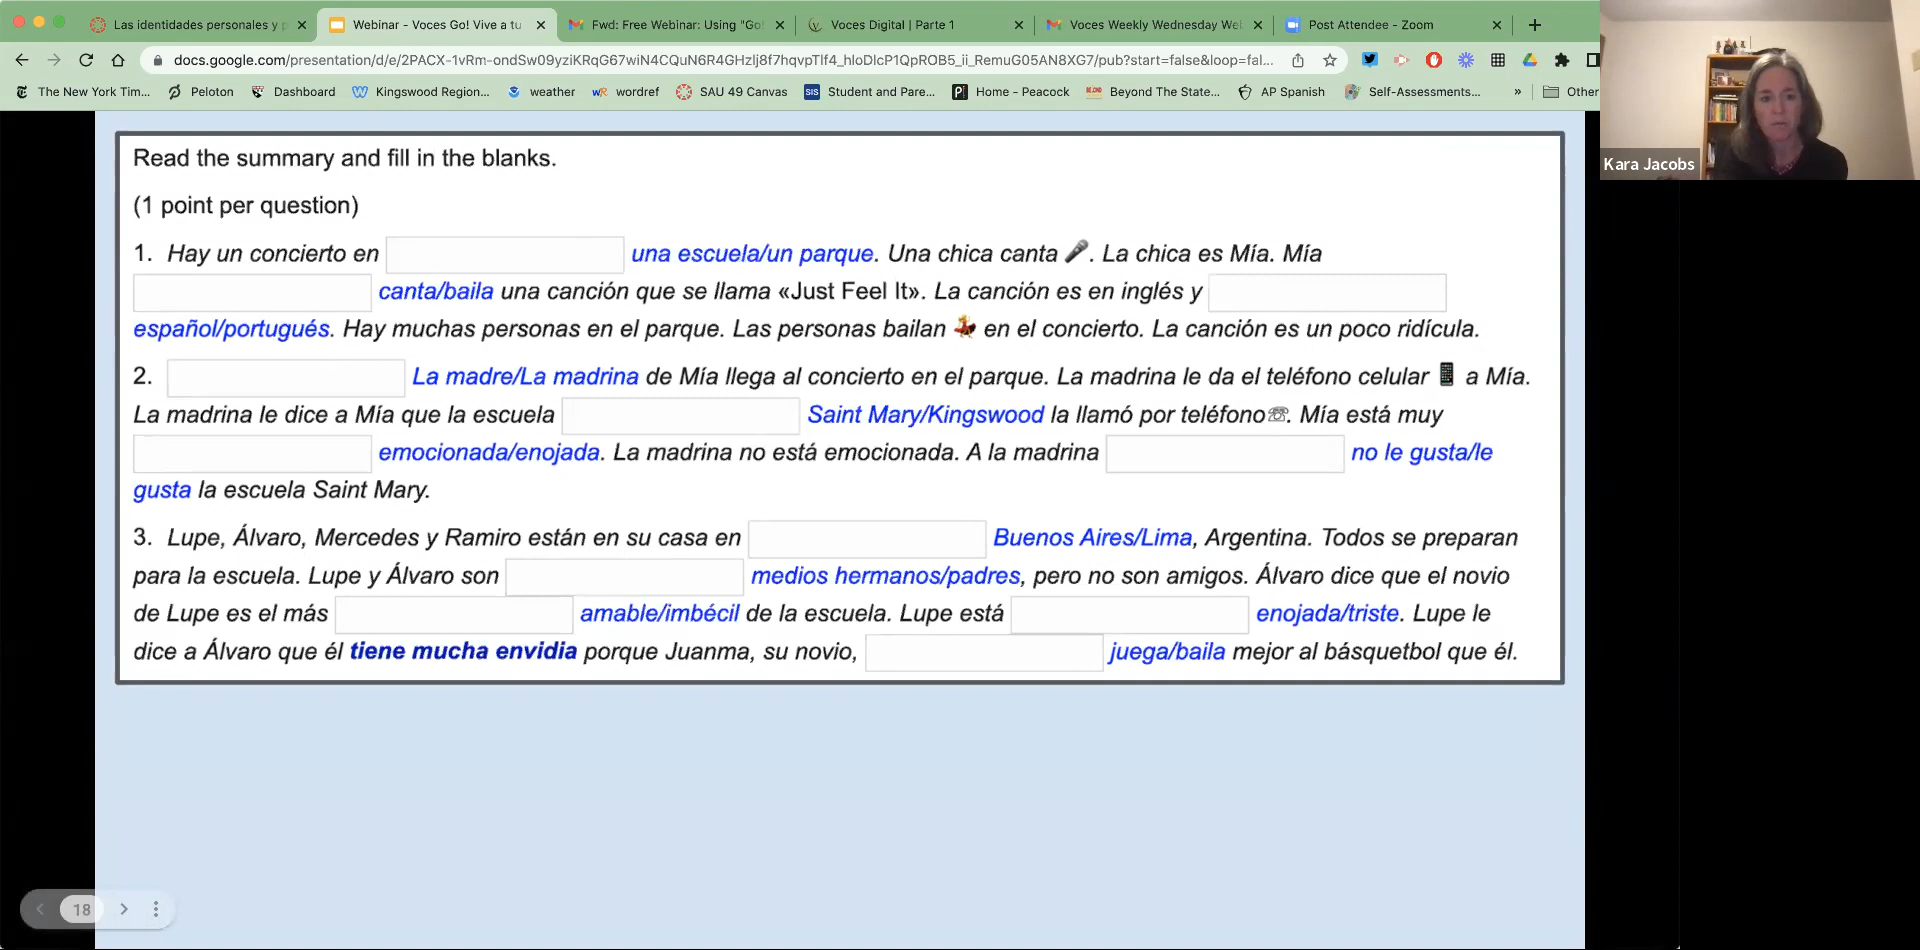 Las identidades personales y p
Webinar - Voces Go! Vive a tu
Fwd: Free Webinar: Using "Go!
Voces Digital | Parte 1
Voces Weekly Wednesday We
Post Attendee - Zoom
docs.google.com/presentation/d/e/2PACX-1vRm-ondSw09yziKRqG67wiN4CQuN6R4GHzIj8f7hqvpTlf4_hloDlcP1QpROB5_ii_RemuG05AN8XG7/pub?start=false&loop=fal...
The New York Tim...
Peloton
Dashboard
Kingswood Region...
weather
wR wordref
SAU 49 Canvas
SIS Student and Pare...
Home - Peacock
Beyond The State...
AP Spanish
Self-Assessments...
»
Other
Kara Jacobs
Read the summary and fill in the blanks.
(1 point per question)
1. Hay un concierto en una escuela/un parque. Una chica canta 🎤. La chica es Mía. Mía
canta/baila una canción que se llama «Just Feel It». La canción es en inglés y
español/portugués. Hay muchas personas en el parque. Las personas bailan 💃 en el concierto. La canción es un poco ridícula.
2. La madre/La madrina de Mía llega al concierto en el parque. La madrina le da el teléfono celular 📱 a Mía.
La madrina le dice a Mía que la escuela Saint Mary/Kingswood la llamó por teléfono☏. Mía está muy
emocionada/enojada. La madrina no está emocionada. A la madrina no le gusta/le
gusta la escuela Saint Mary.
3. Lupe, Álvaro, Mercedes y Ramiro están en su casa en Buenos Aires/Lima, Argentina. Todos se preparan
para la escuela. Lupe y Álvaro son medios hermanos/padres, pero no son amigos. Álvaro dice que el novio
de Lupe es el más amable/imbécil de la escuela. Lupe está enojada/triste. Lupe le
dice a Álvaro que él tiene mucha envidia porque Juanma, su novio, juega/baila mejor al básquetbol que él.
18